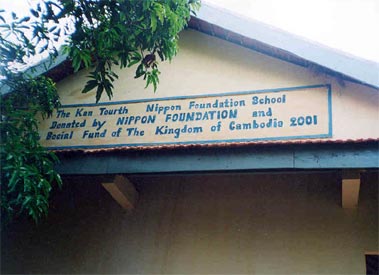 The Kan Tourth Nippon Foundation School
Donated by NIPPON FOUNDATION and
Social Fund of The Kingdom of Cambodia 2001